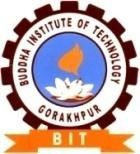 BUDDHA INSTITUTE OF TECHNOLOGY
GORAKHPUR
BIT